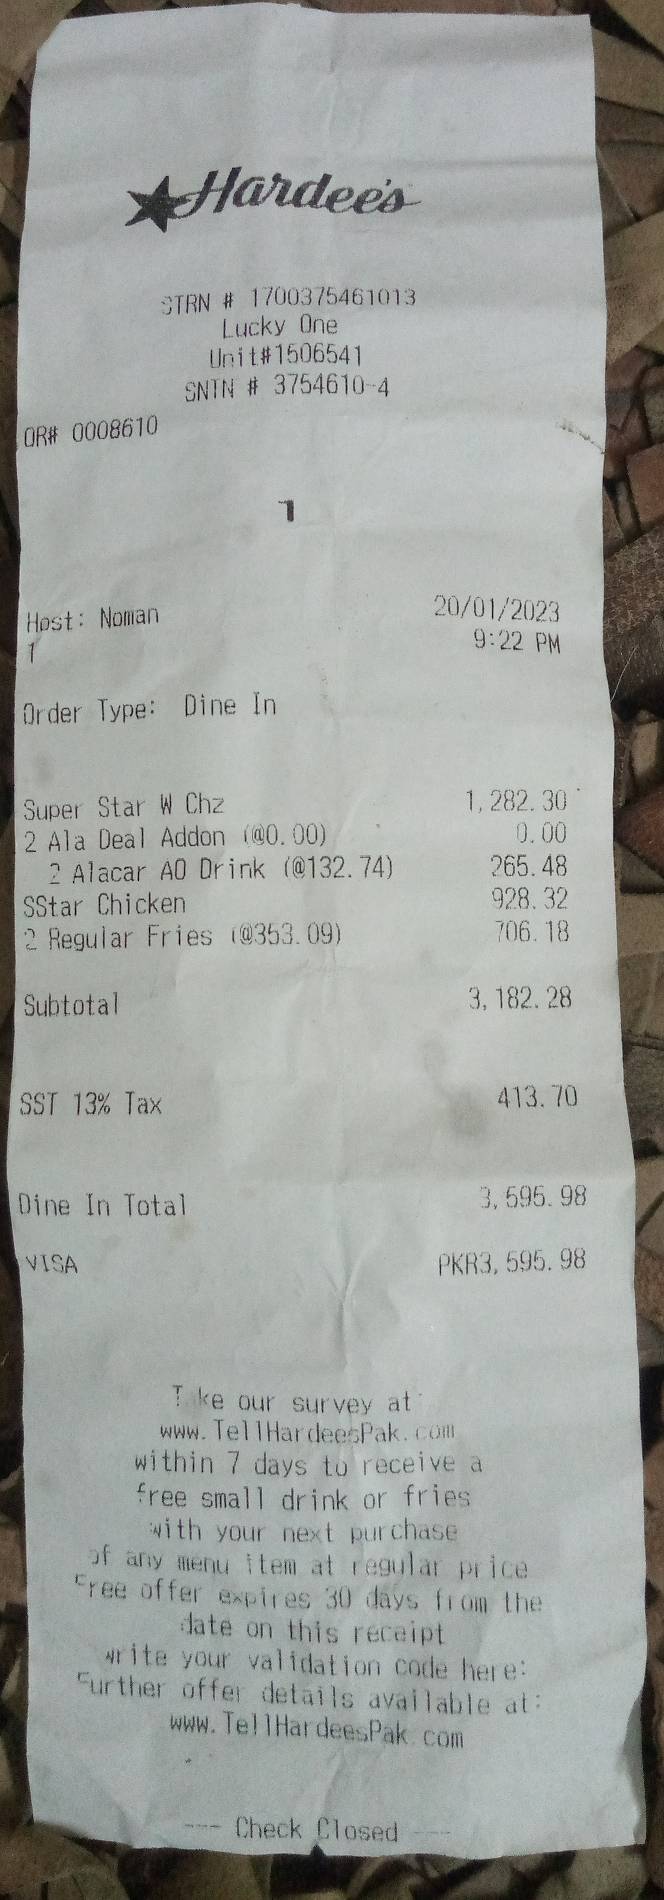 Hardee's
STRN # 1700375461013
Lucky One
Unit#1506541
SNTN # 3754610-4
OR# 0008610
1
Host: Noman 20/01/2023
1 9:22 PM
Order Type: Dine In
Super Star W Chz 1,282.30
2 Ala Deal Addon (@0.00) 0.00
2 Alacar AO Drink (@132.74) 265.48
SStar Chicken 928.32
2 Regular Fries (@353.09) 706.18
Subtotal 3,182.28
SST 13% Tax 413.70
Dine In Total 3,595.98
VISA PKR3,595.98
Take our survey at
www.TellHardeesPak.com
within 7 days to receive a
free small drink or fries
with your next purchase
of any menu item at regular price
Free offer expires 30 days from the
date on this receipt
write your validation code here:
Further offer details available at:
www.TellHardeesPak.com
--- Check Closed ---